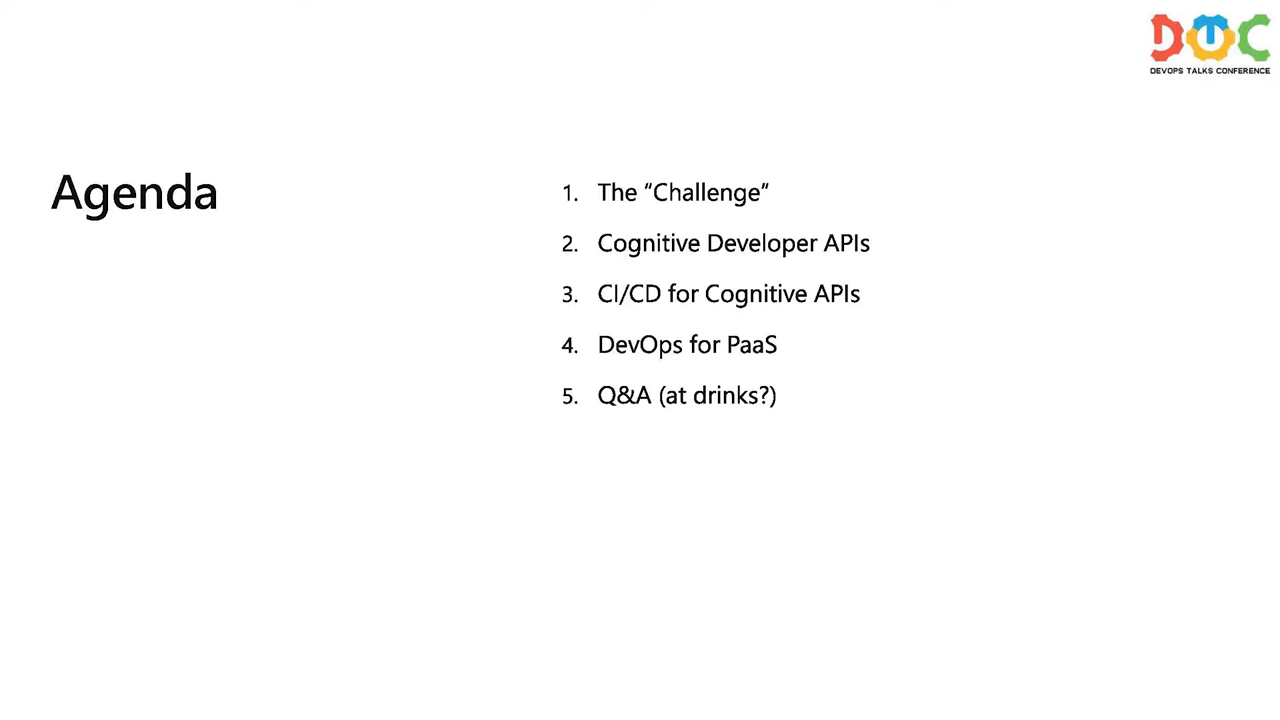 DTC
DEVOPS TALKS CONFERENCE
Agenda
1. The “Challenge”
2. Cognitive Developer APIs
3. CI/CD for Cognitive APIs
4. DevOps for PaaS
5. Q&A (at drinks?)